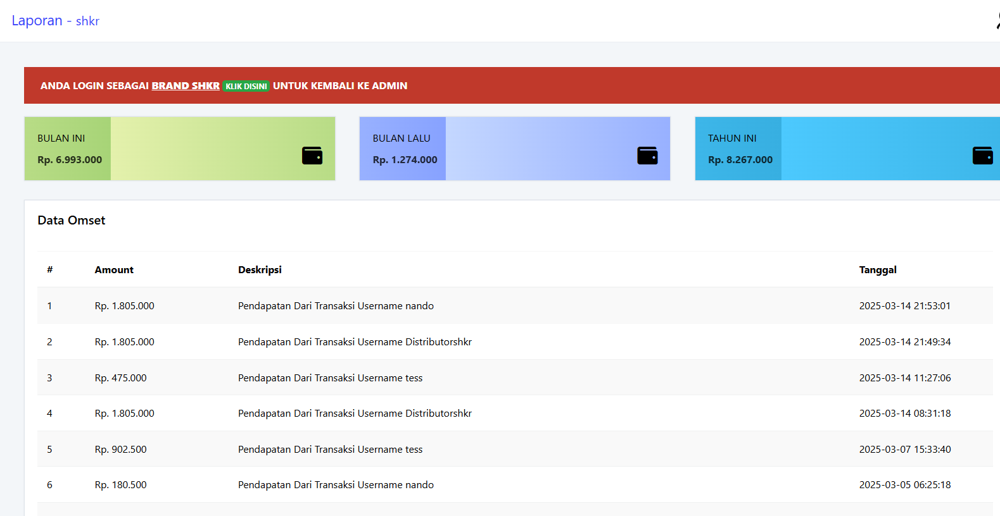 Laporan - shkr
ANDA LOGIN SEBAGAI BRAND SHKR KLIK DISINI UNTUK KEMBALI KE ADMIN
BULAN INI
Rp. 6.993.000
BULAN LALU
Rp. 1.274.000
TAHUN INI
Rp. 8.267.000
Data Omset
# Amount Deskripsi Tanggal
1 Rp. 1.805.000 Pendapatan Dari Transaksi Username nando 2025-03-14 21:53:01
2 Rp. 1.805.000 Pendapatan Dari Transaksi Username Distributorshkr 2025-03-14 21:49:34
3 Rp. 475.000 Pendapatan Dari Transaksi Username tess 2025-03-14 11:27:06
4 Rp. 1.805.000 Pendapatan Dari Transaksi Username Distributorshkr 2025-03-14 08:31:18
5 Rp. 902.500 Pendapatan Dari Transaksi Username tess 2025-03-07 15:33:40
6 Rp. 180.500 Pendapatan Dari Transaksi Username nando 2025-03-05 06:25:18